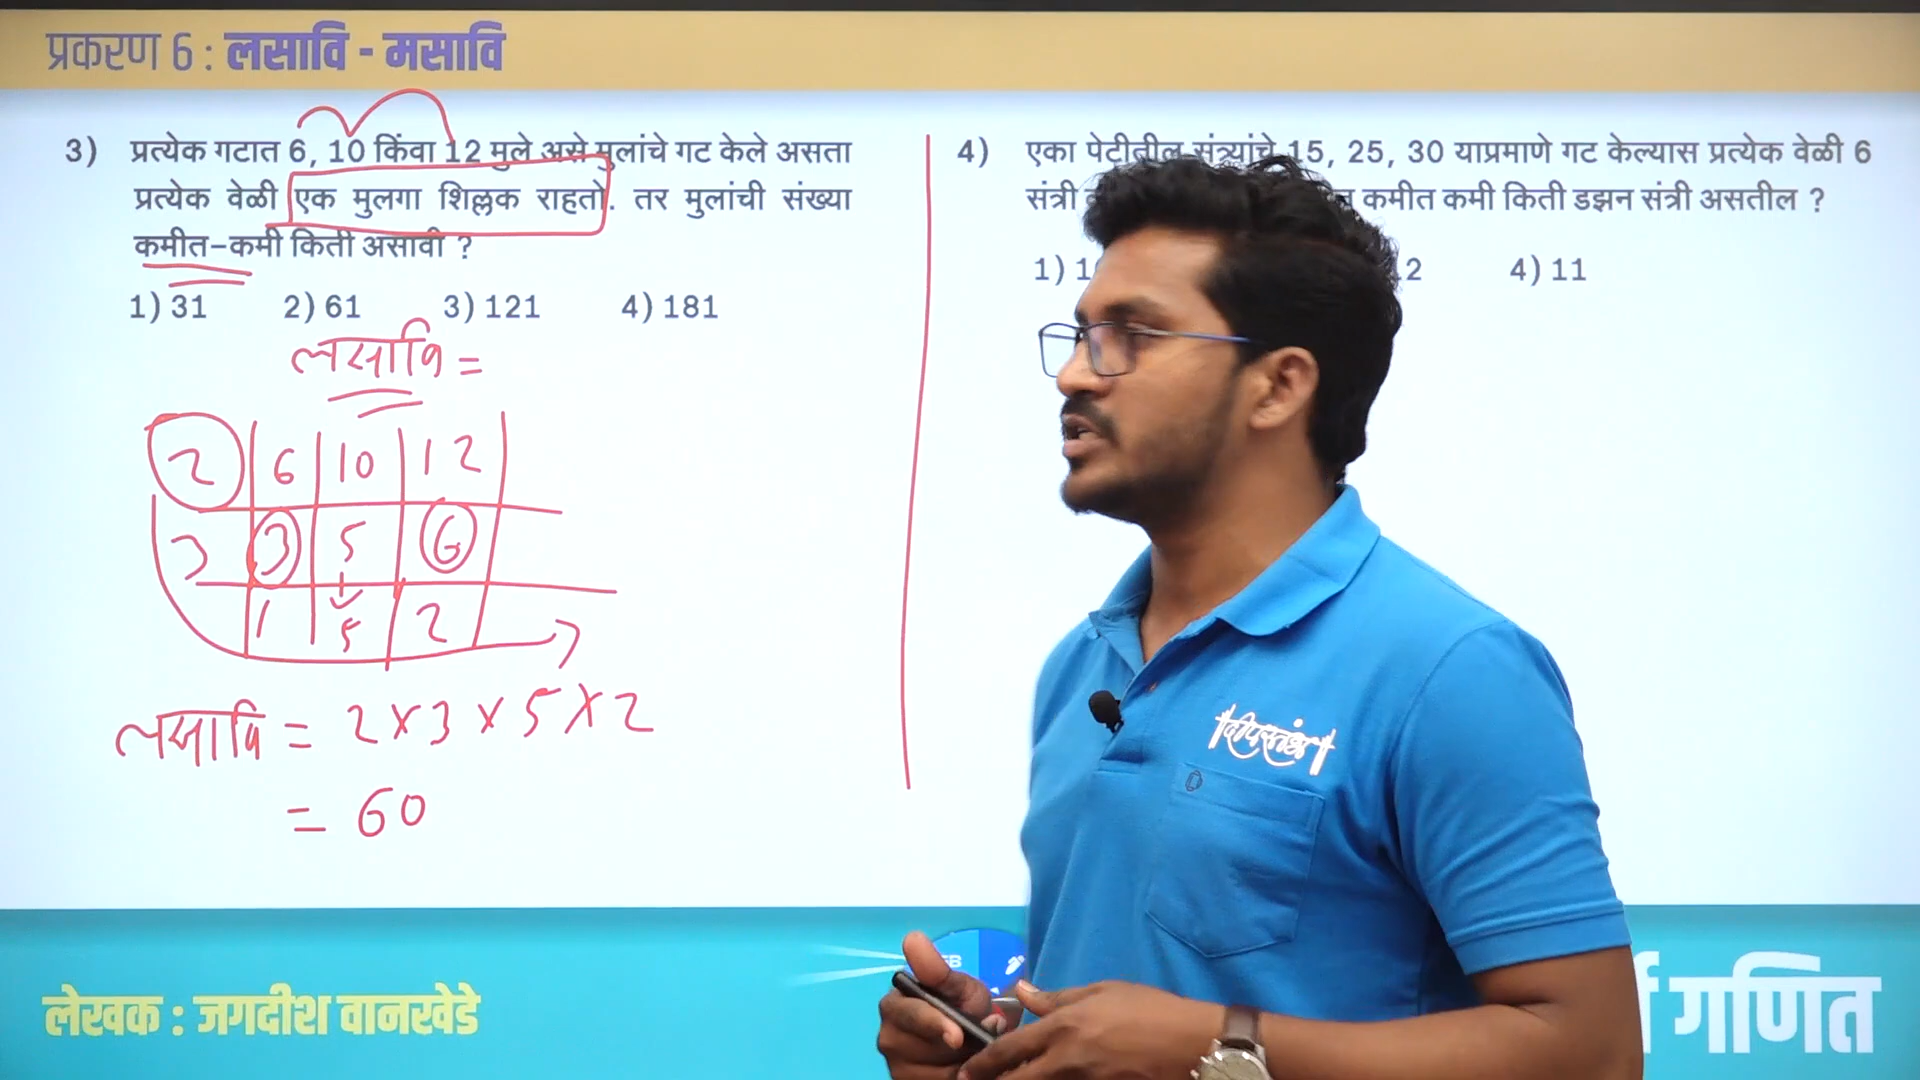 प्रकरण 6 : लसावि - मसावि
3) प्रत्येक गटात 6, 10 किंवा 12 मुले असे मुलांचे गट केले असता
प्रत्येक वेळी एक मुलगा शिल्लक राहतो. तर मुलांची संख्या
कमीत-कमी किती असावी ?
1) 31 2) 61 3) 121 4) 181
लसावि =
2 6 10 12
3 3 5 6
1 5 2
लसावि = 2 × 3 × 5 × 2
= 60
4) एका पेटीतील संत्र्यांचे 15, 25, 30 याप्रमाणे गट केल्यास प्रत्येक वेळी 6
संत्री कमीत कमी किती डझन संत्री असतील ?
1) 2 4) 11
दीपस्तंभ
लेखक : जगदीश वानखेडे
गणित